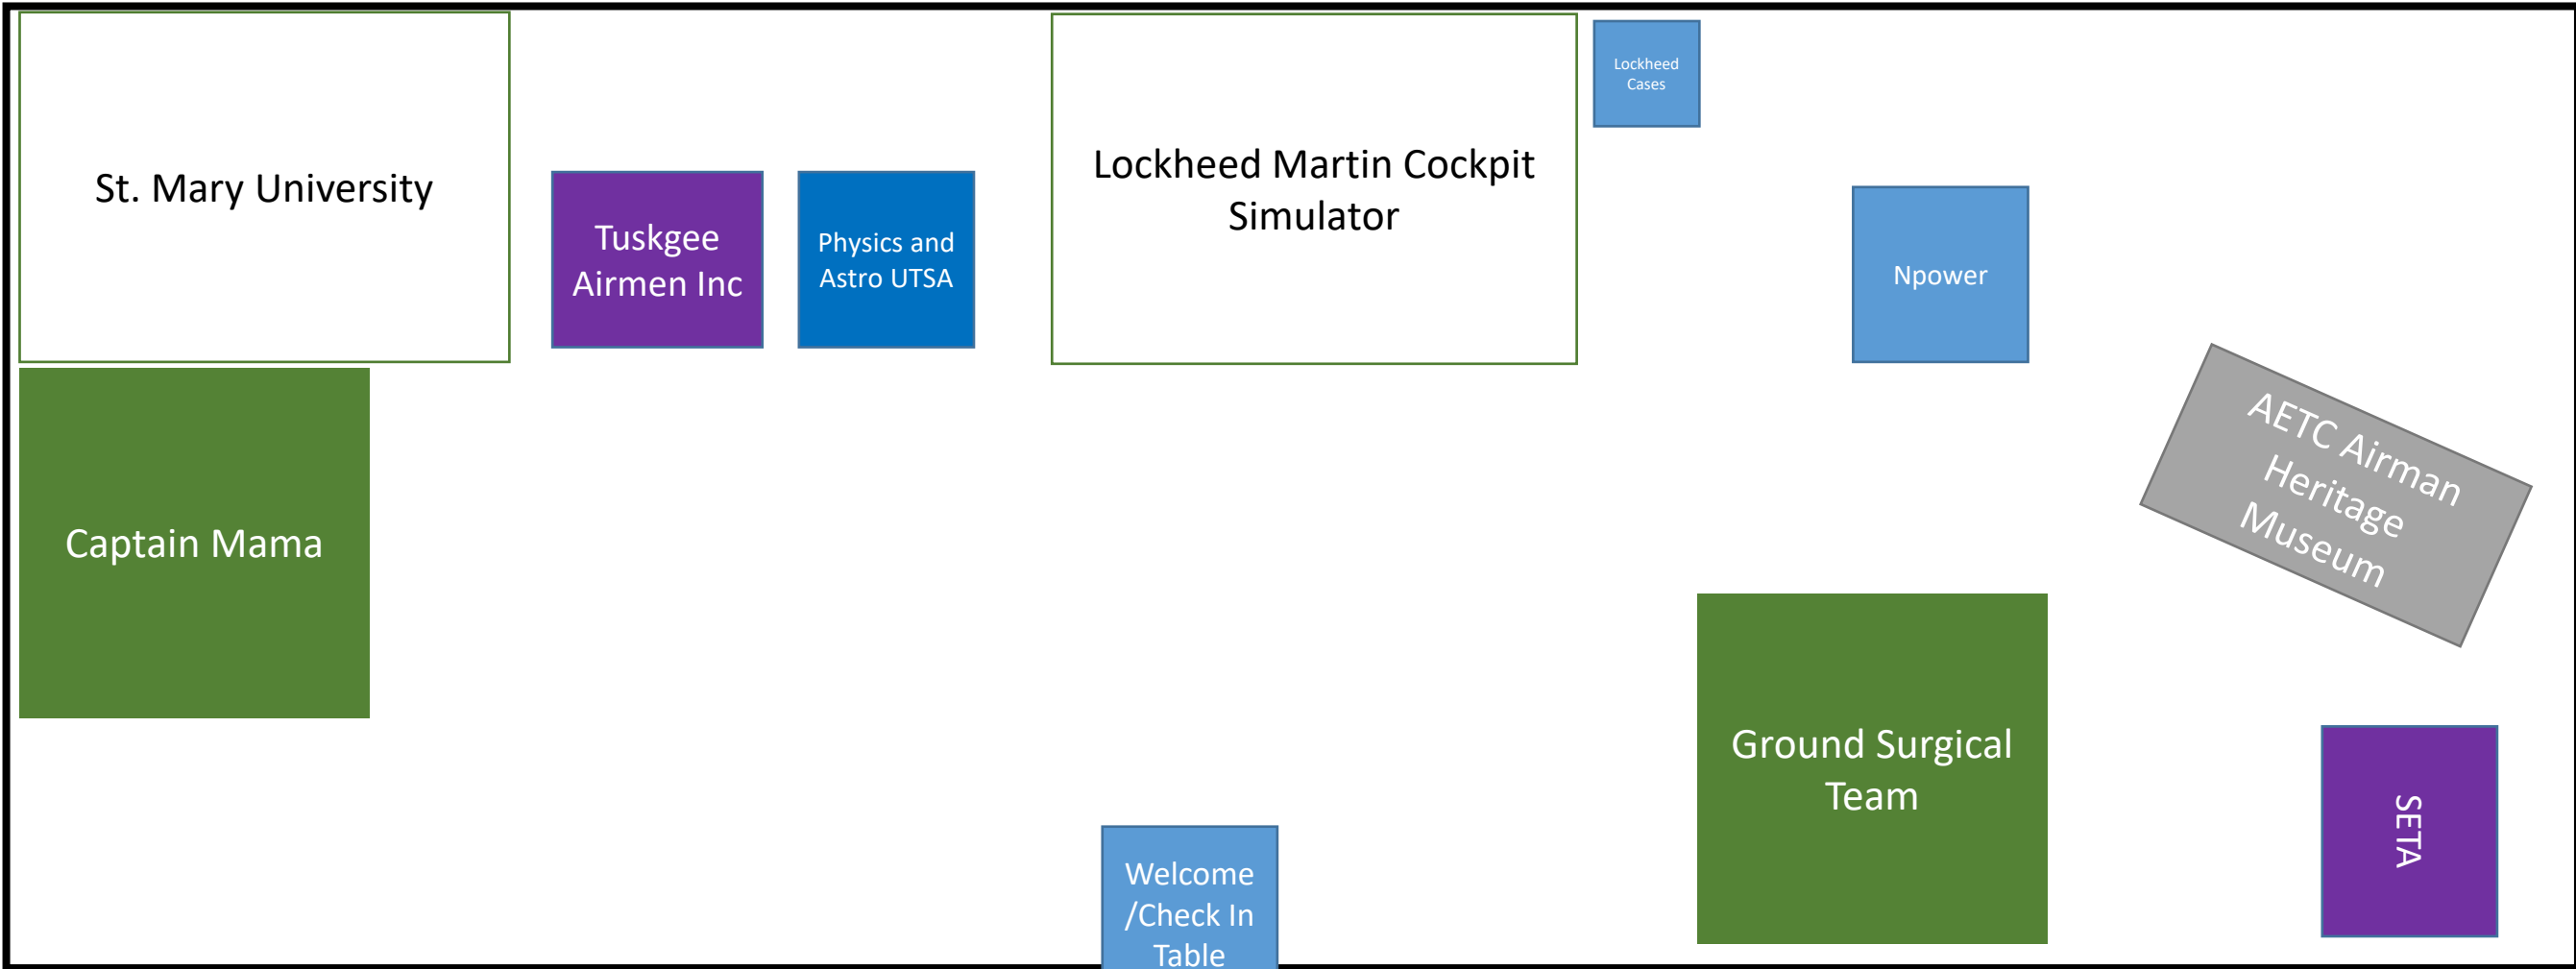 St. Mary University
Tuskgee
Airmen Inc
Physics and
Astro UTSA
Lockheed Martin Cockpit
Simulator
Lockheed
Cases
Npower
AETC Airman
Heritage
Museum
Captain Mama
Ground Surgical
Team
SETA
Welcome
/Check In
Table